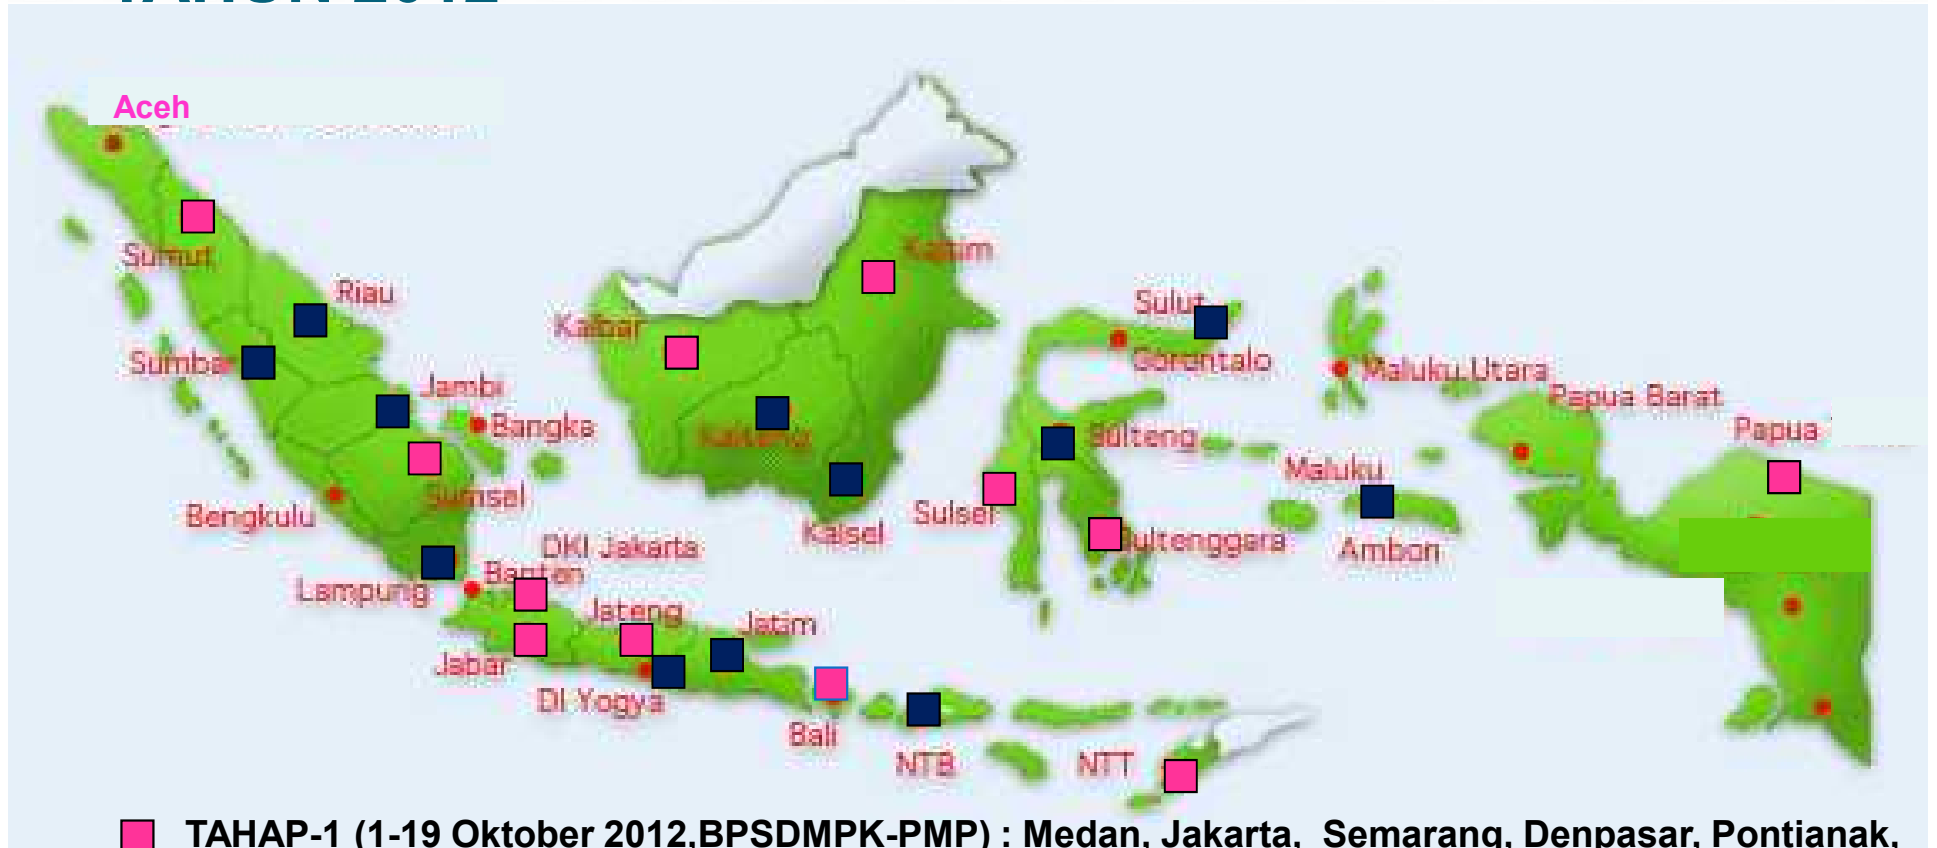 TAHUN 2012
Aceh
Sumut
Riau
Sumbar
Jambi
Bangka
Sumsel
Bengkulu
Lampung
DKI Jakarta
Banten
Jateng
Jatim
Jabar
DI Yogya
Bali
NTB
NTT
Kalbar
Kaltim
Kalteng
Kalsel
Sulut
Gorontalo
Sulteng
Sulsel
Sultenggara
Maluku Utara
Maluku
Ambon
Papua Barat
Papua
TAHAP-1 (1-19 Oktober 2012,BPSDMPK-PMP) : Medan, Jakarta, Semarang, Denpasar, Pontianak,